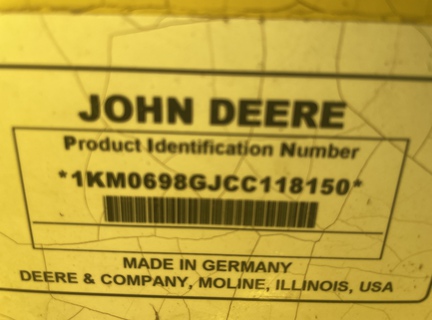 JOHN DEERE
Product Identification Number
*1KM0698GJCC118150*
MADE IN GERMANY
DEERE & COMPANY, MOLINE, ILLINOIS, USA